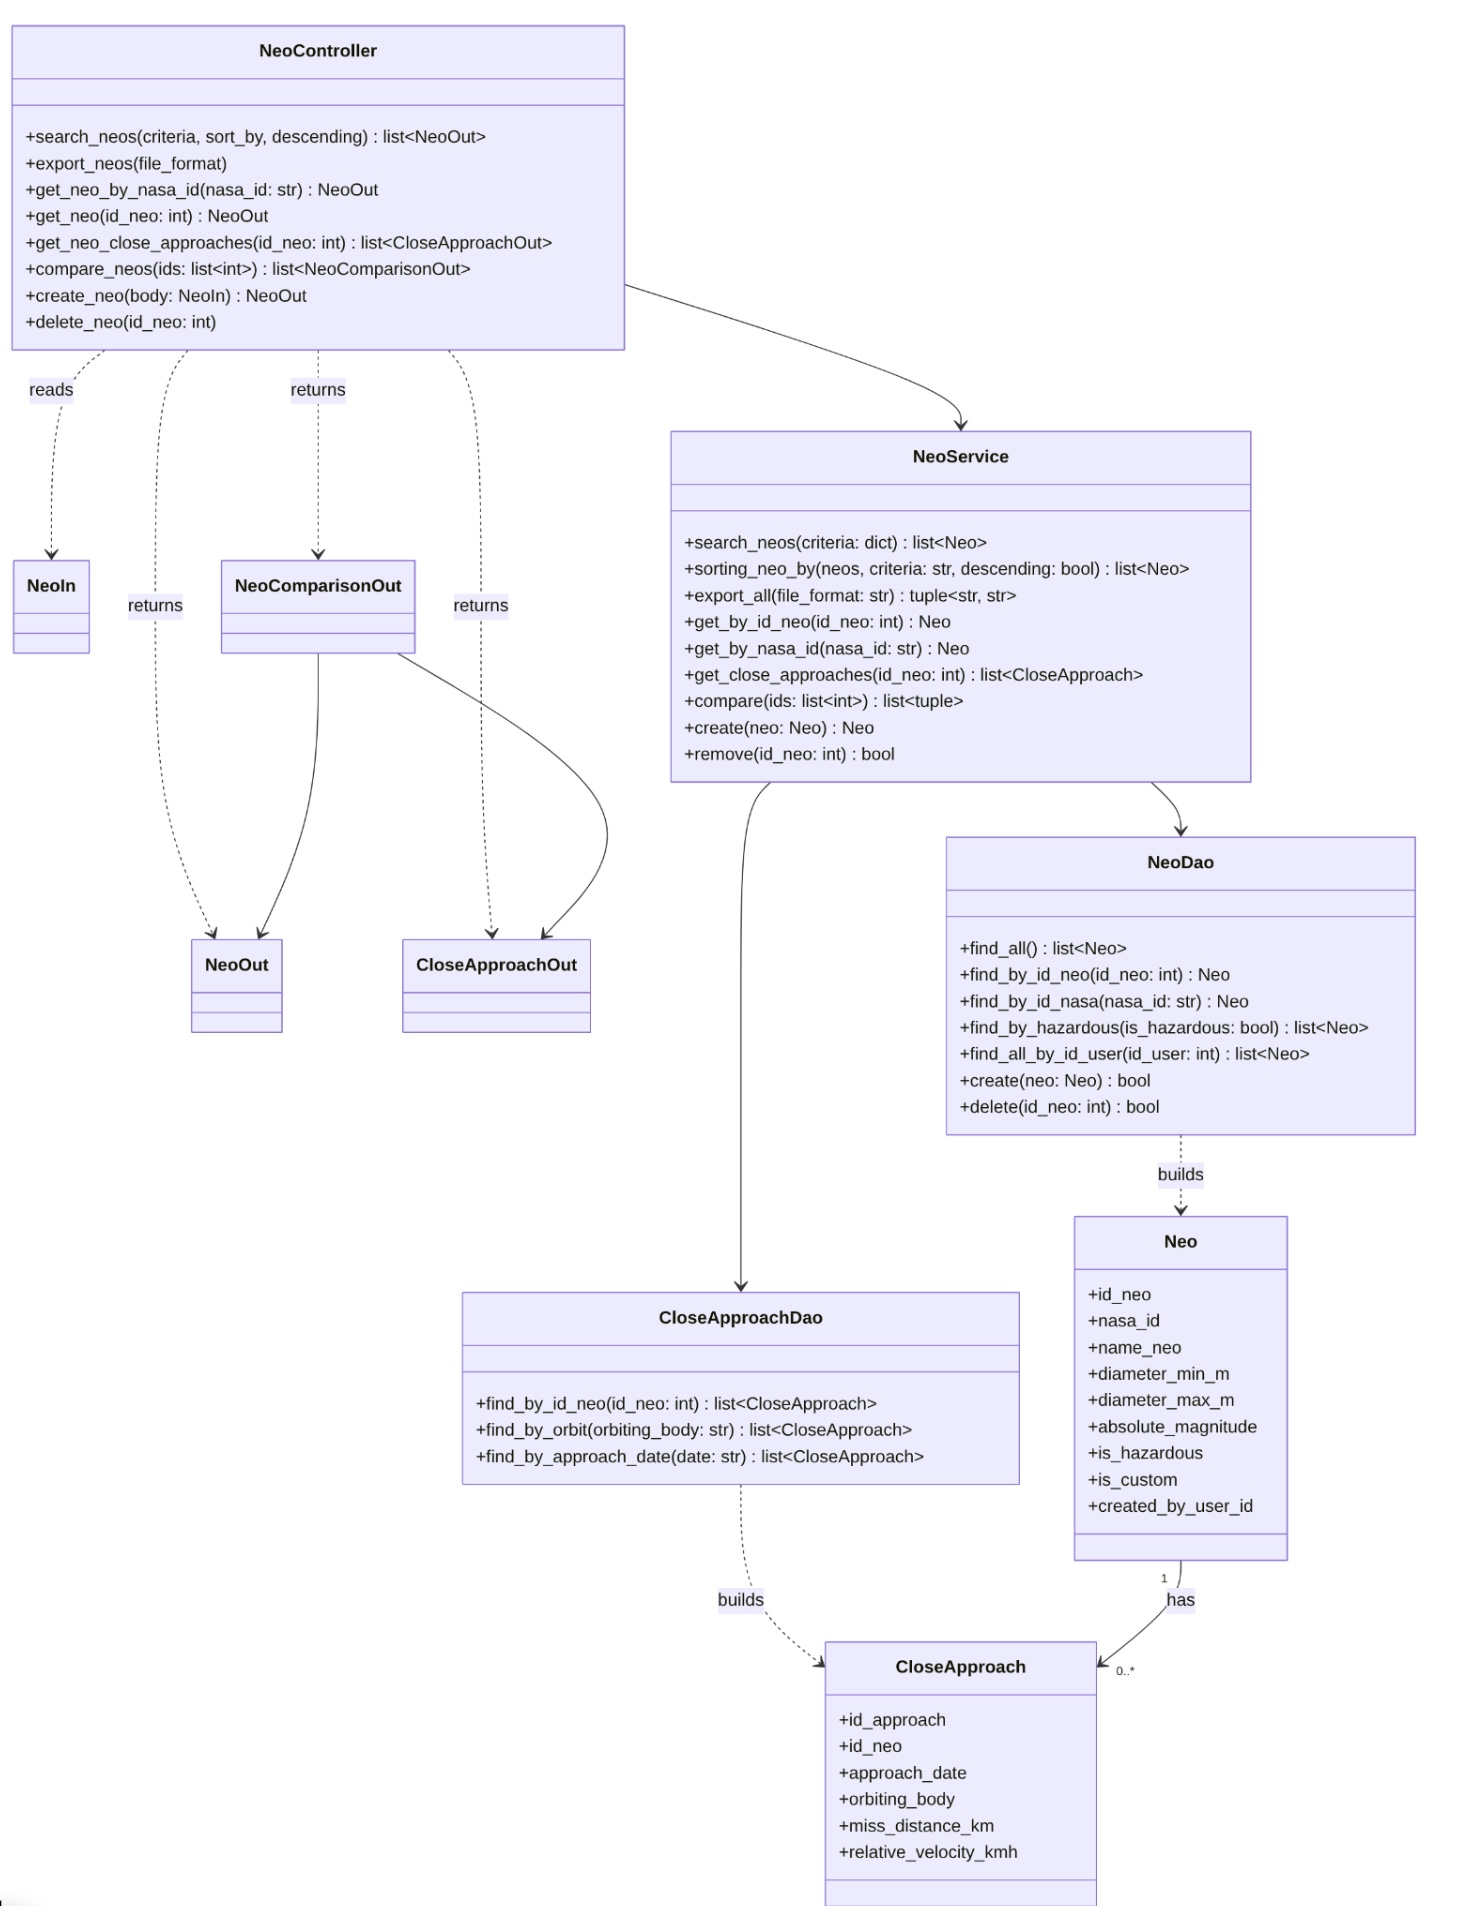 NeoController
+search_neos(criteria, sort_by, descending) : list<NeoOut>
+export_neos(file_format)
+get_neo_by_nasa_id(nasa_id: str) : NeoOut
+get_neo(id_neo: int) : NeoOut
+get_neo_close_approaches(id_neo: int) : list<CloseApproachOut>
+compare_neos(ids: list<int>) : list<NeoComparisonOut>
+create_neo(body: NeoIn) : NeoOut
+delete_neo(id_neo: int)
reads
returns
NeoService
+search_neos(criteria: dict) : list<Neo>
+sorting_neo_by(neos, criteria: str, descending: bool) : list<Neo>
+export_all(file_format: str) : tuple<str, str>
+get_by_id_neo(id_neo: int) : Neo
+get_by_nasa_id(nasa_id: str) : Neo
+get_close_approaches(id_neo: int) : list<CloseApproach>
+compare(ids: list<int>) : list<tuple>
+create(neo: Neo) : Neo
+remove(id_neo: int) : bool
NeoIn
returns
NeoComparisonOut
returns
NeoOut
CloseApproachOut
NeoDao
+find_all() : list<Neo>
+find_by_id_neo(id_neo: int) : Neo
+find_by_id_nasa(nasa_id: str) : Neo
+find_by_hazardous(is_hazardous: bool) : list<Neo>
+find_all_by_id_user(id_user: int) : list<Neo>
+create(neo: Neo) : bool
+delete(id_neo: int) : bool
builds
Neo
+id_neo
+nasa_id
+name_neo
+diameter_min_m
+diameter_max_m
+absolute_magnitude
+is_hazardous
+is_custom
+created_by_user_id
CloseApproachDao
+find_by_id_neo(id_neo: int) : list<CloseApproach>
+find_by_orbit(orbiting_body: str) : list<CloseApproach>
+find_by_approach_date(date: str) : list<CloseApproach>
builds
1
has
0..*
CloseApproach
+id_approach
+id_neo
+approach_date
+orbiting_body
+miss_distance_km
+relative_velocity_kmh